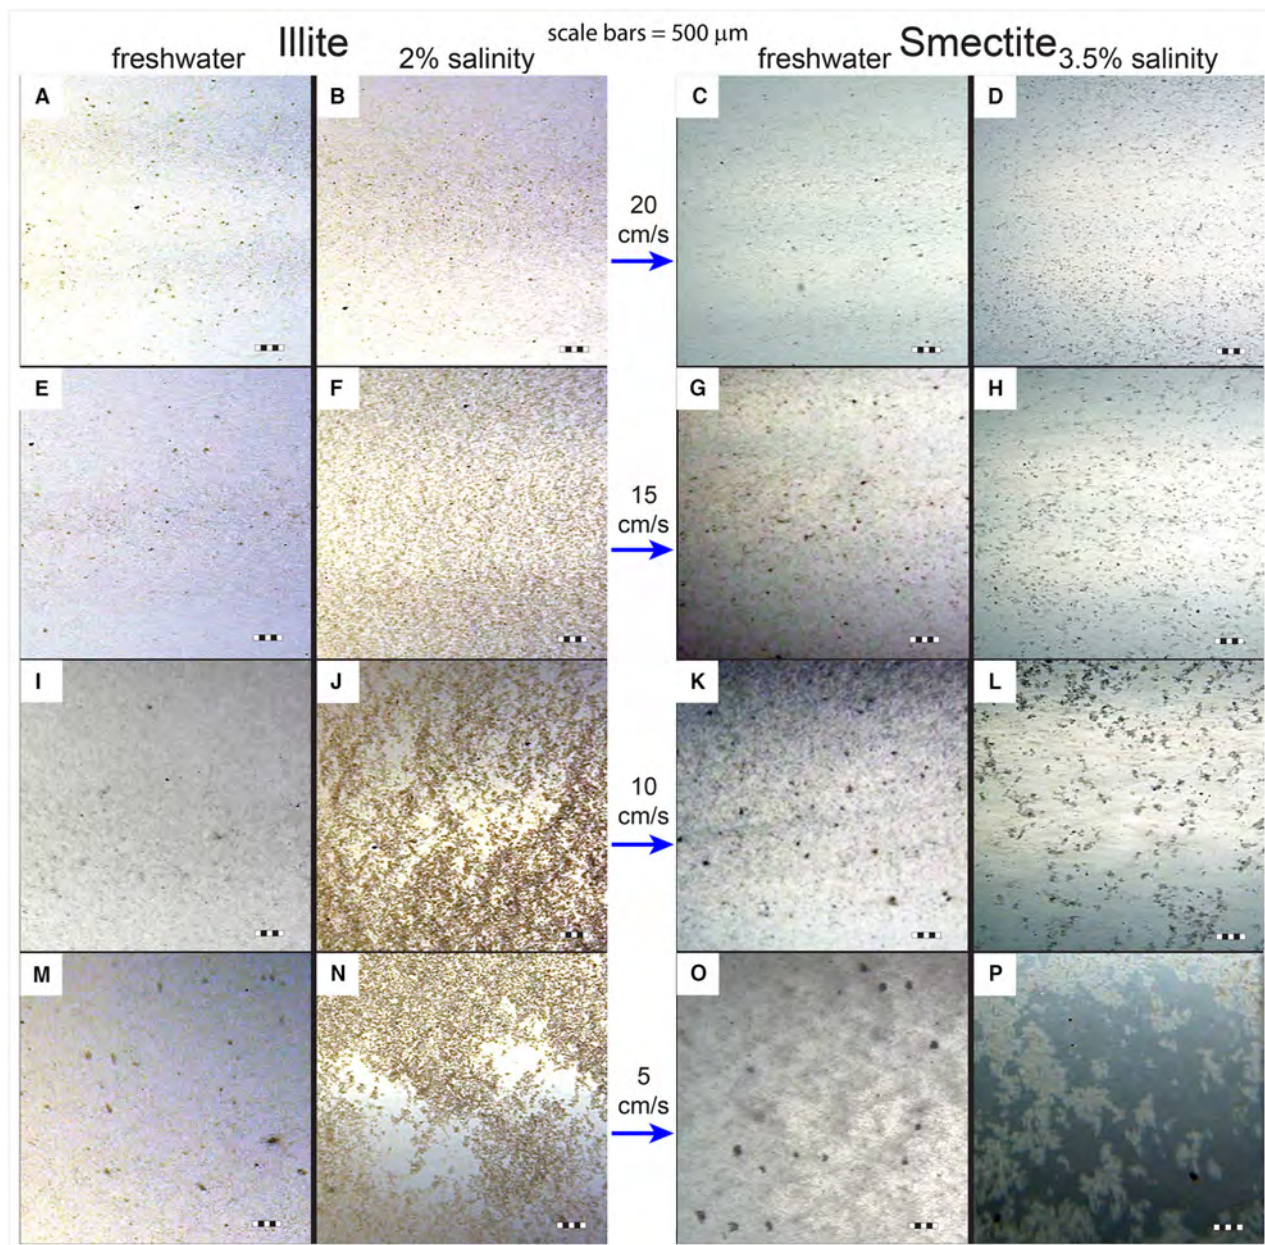 Illite
scale bars = 500 μm
Smectite
freshwater
2% salinity
freshwater
3.5% salinity
A
B
C
D
20
cm/s
E
F
G
H
15
cm/s
I
J
K
L
10
cm/s
M
N
O
P
5
cm/s